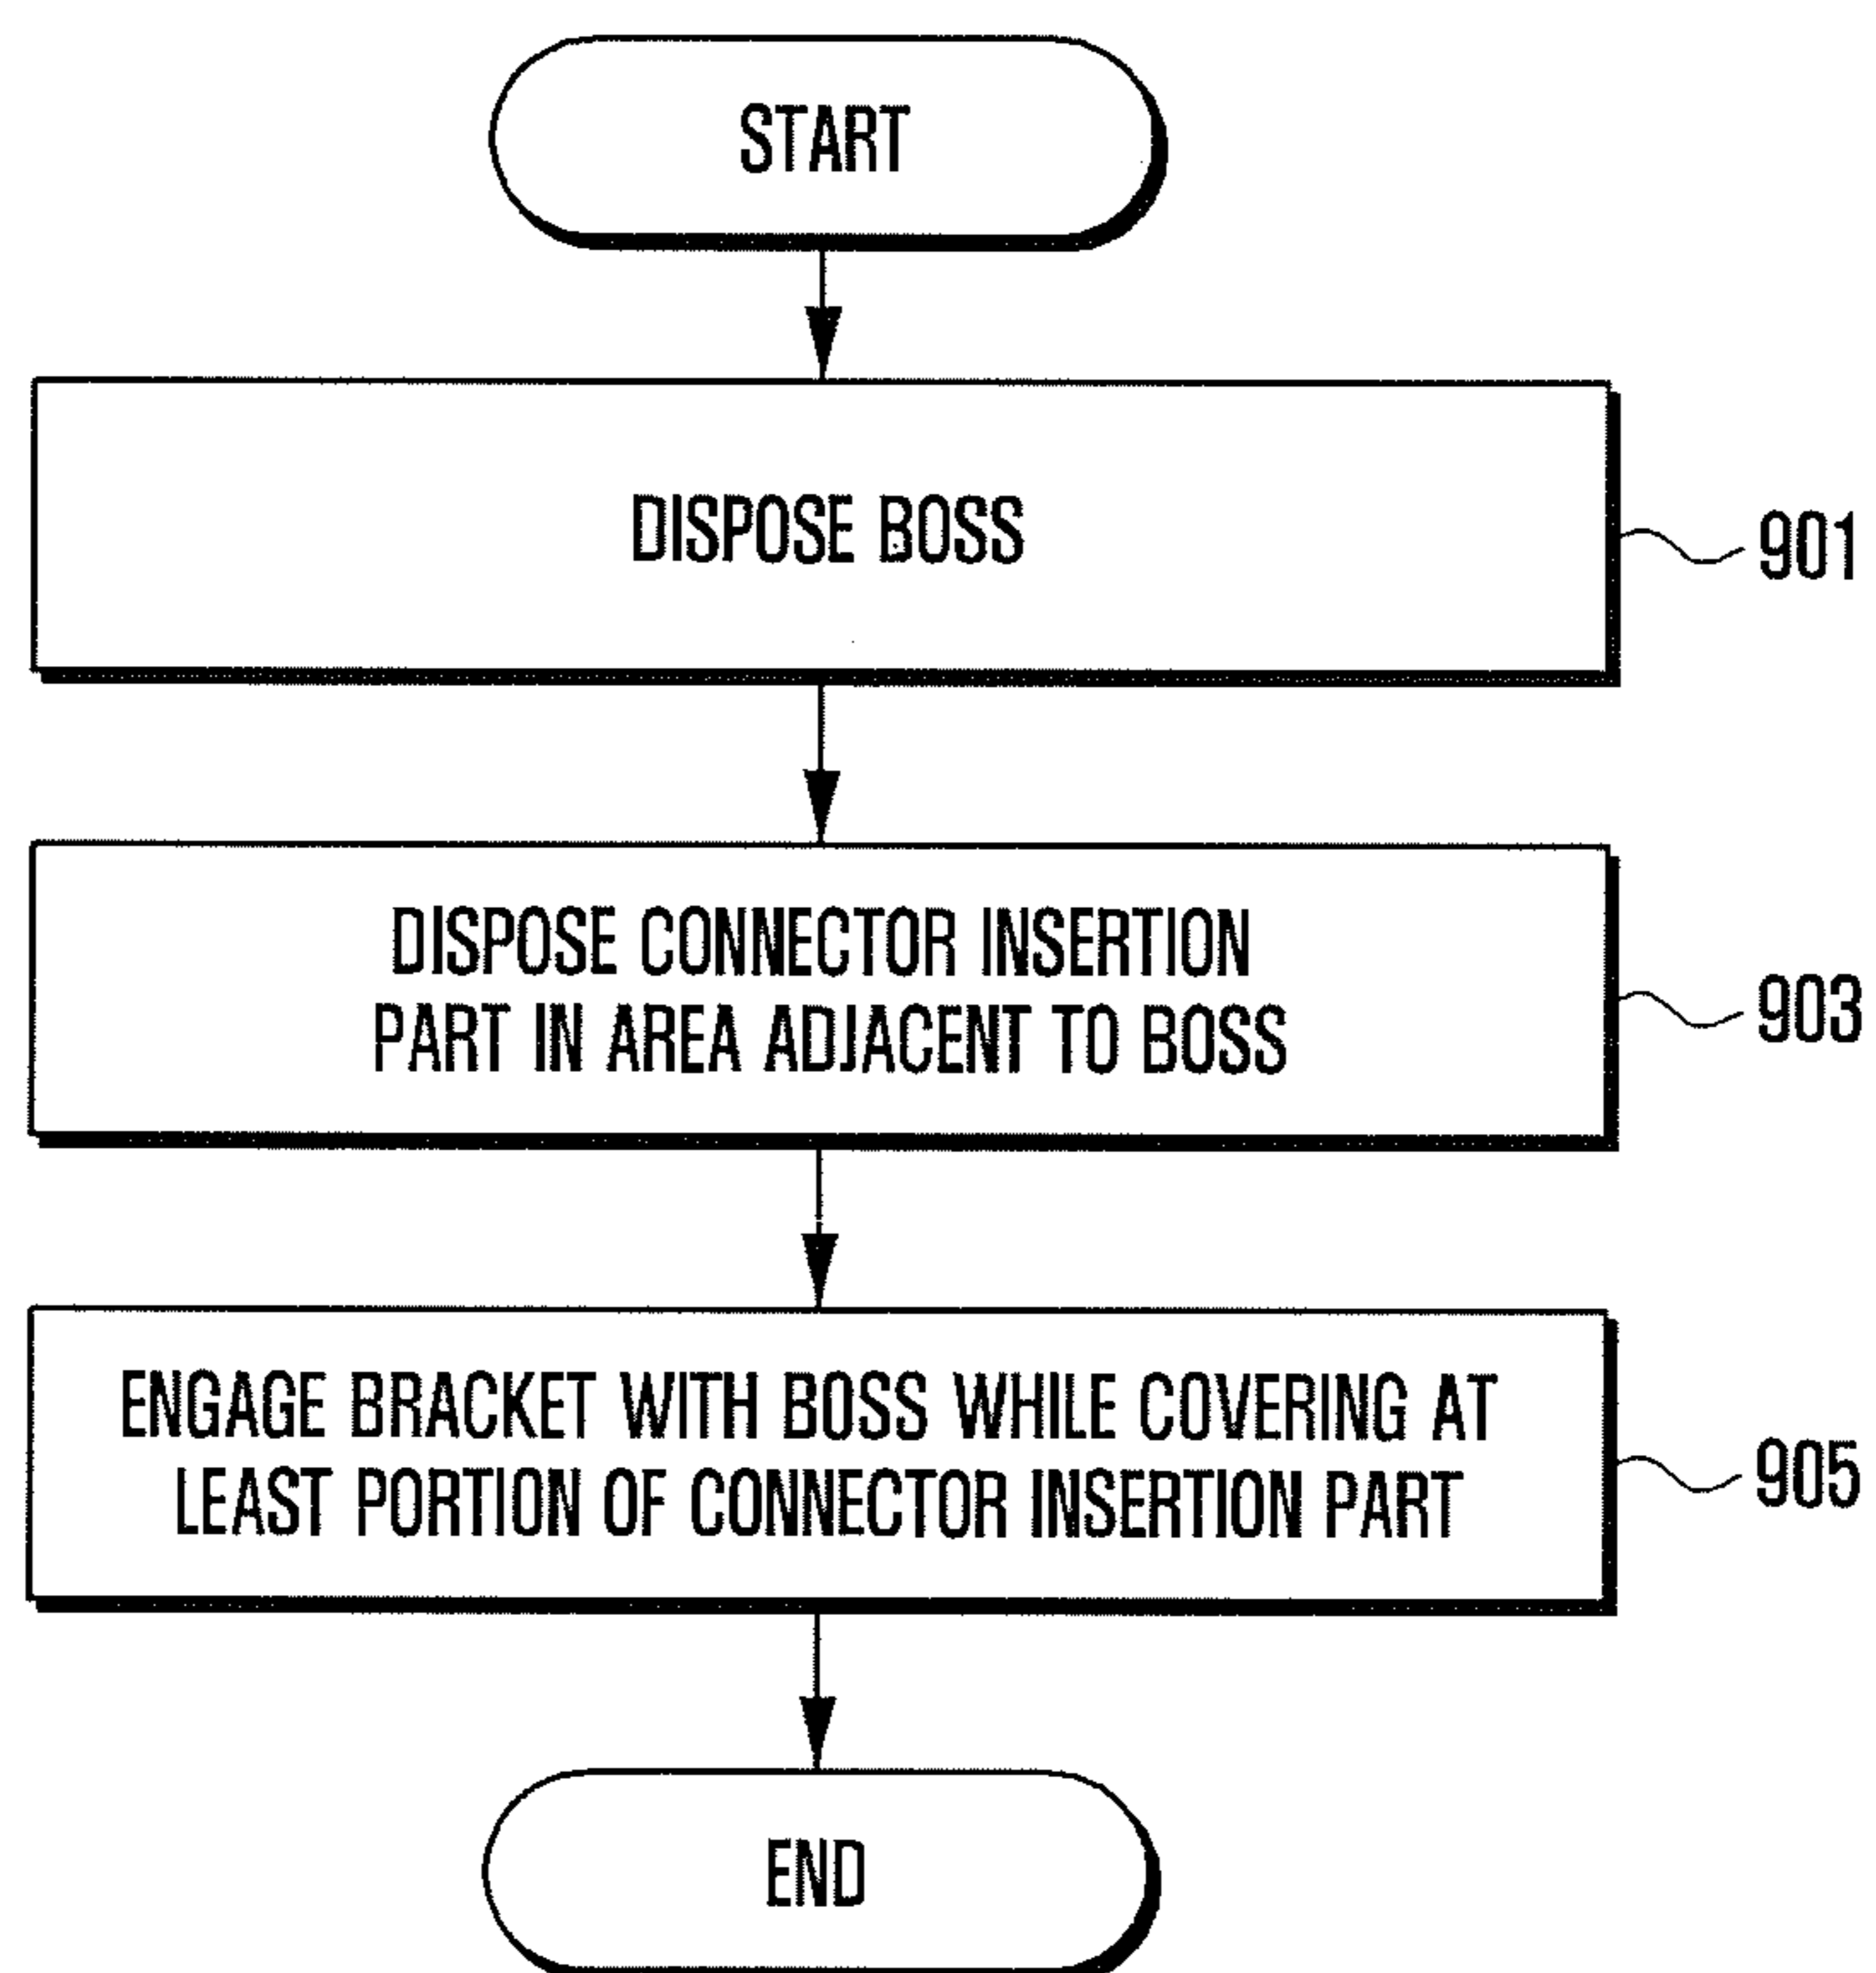 START
DISPOSE BOSS
901
DISPOSE CONNECTOR INSERTION
PART IN AREA ADJACENT TO BOSS
903
ENGAGE BRACKET WITH BOSS WHILE COVERING AT
LEAST PORTION OF CONNECTOR INSERTION PART
905
END